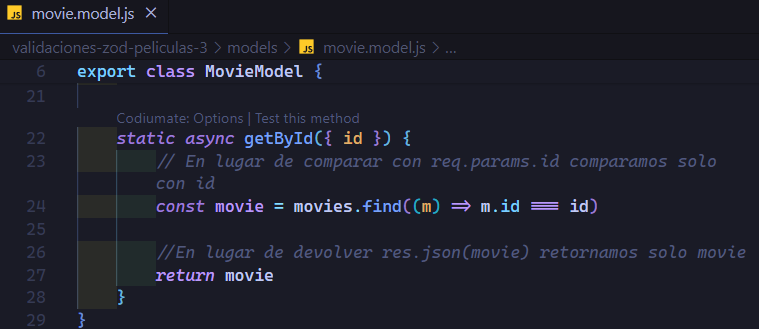 JS movie.model.js ×
validaciones-zod-peliculas-3 > models > JS movie.model.js > ...
6 export class MovieModel {
21
Codiumate: Options | Test this method
22 static async getById({ id }) {
23 // En lugar de comparar con req.params.id comparamos solo
con id
24 const movie = movies.find((m) => m.id === id)
25
26 //En lugar de devolver res.json(movie) retornamos solo movie
27 return movie
28 }
29 }